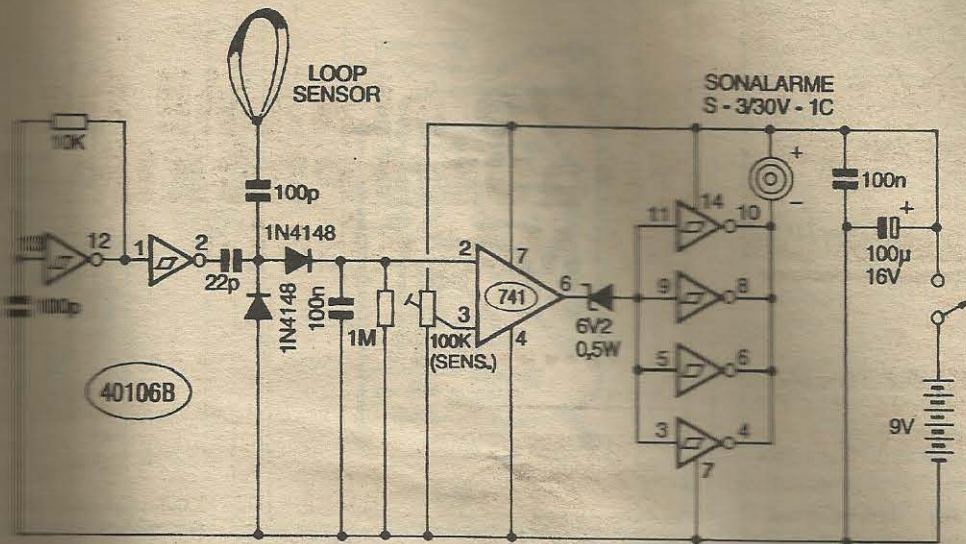 LOOP
SENSOR
SONALARME
S - 3/30V - 1C
10K
100p
+
–
100n
+
100µ
16V
12
1
2
22p
1N4148
1N4148
100n
1M
2
3
7
741
4
6
100K
(SENS.)
6V2
0,5W
14
11
10
9
8
5
6
3
4
7
40106B
9V